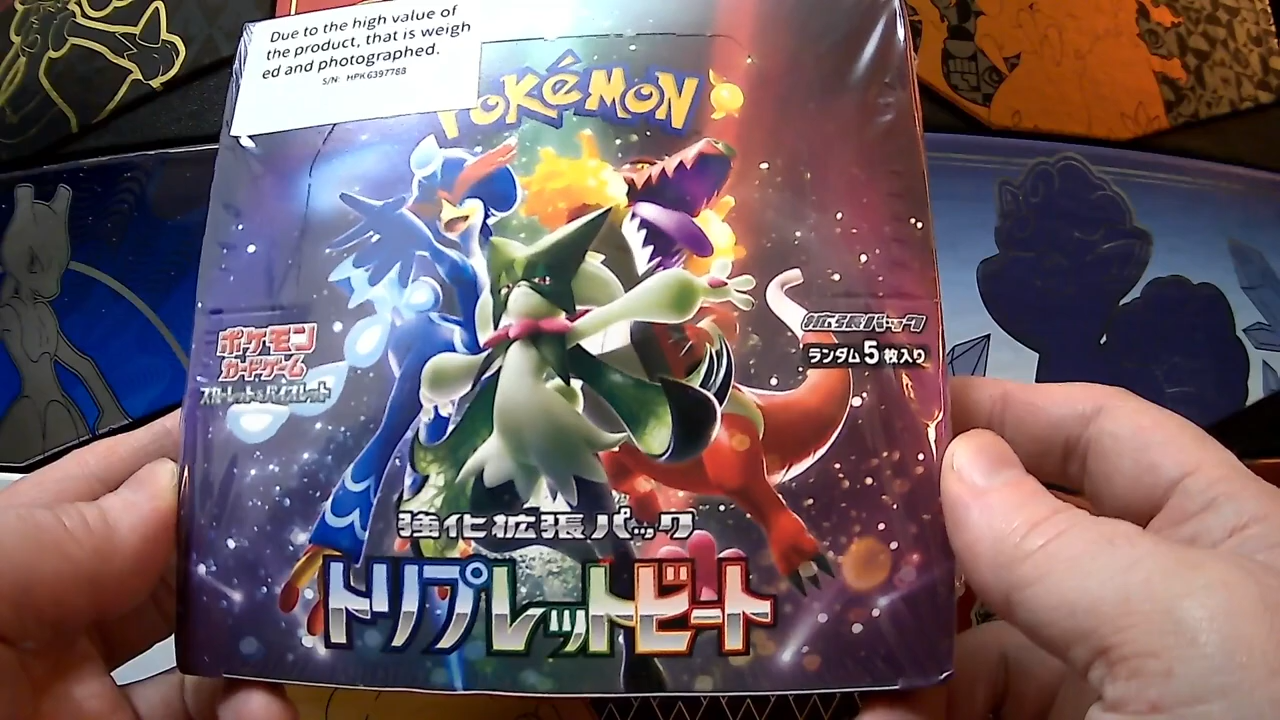 Due to the high value of
the product, that is weigh
ed and photographed.
S/N: HPK6397788
POKéMON
ポケモン
カードゲーム
スカーレット&バイオレット
拡張パック
ランダム5枚入り
強化拡張パック
トリプレットビート